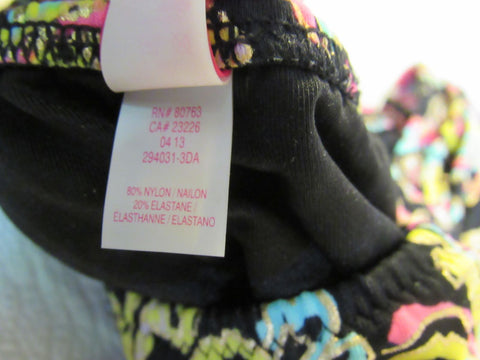 RN# 80763
CA# 23226
04 13
294031-3DA
80% NYLON / NAILON
20% ELASTANE /
ELASTHANNE / ELASTANO